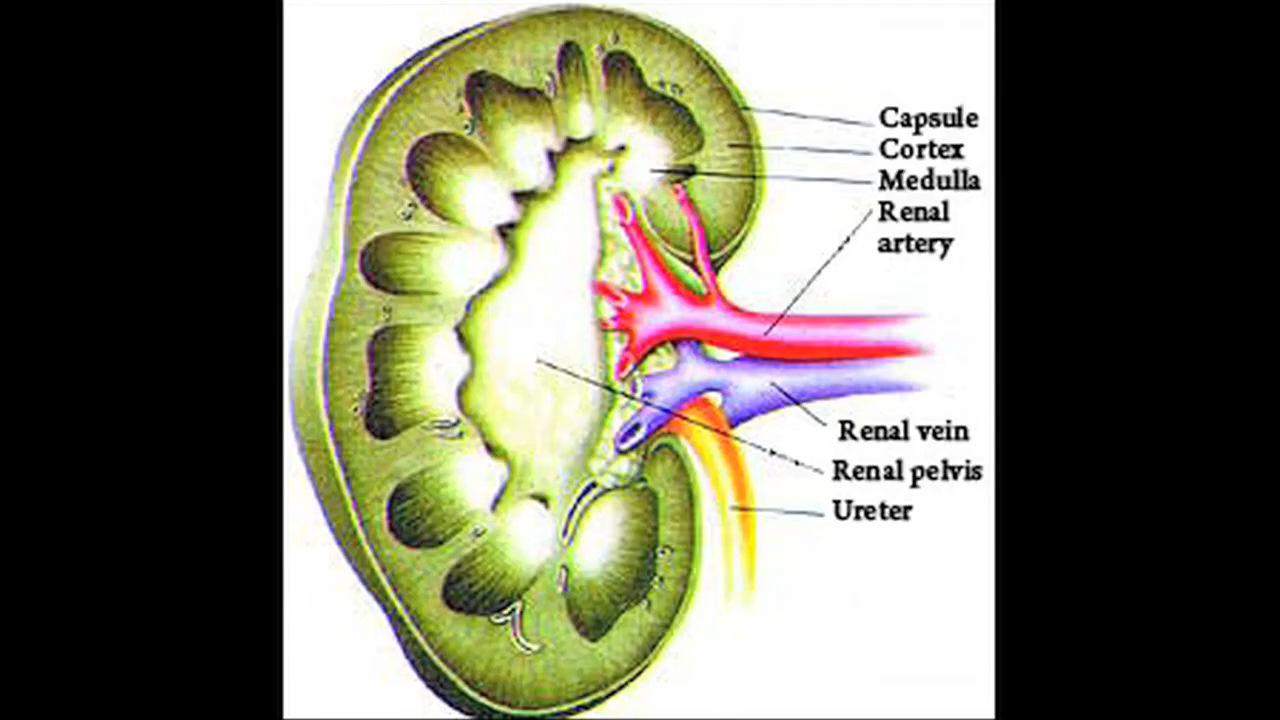 Capsule
Cortex
Medulla
Renal
artery
Renal vein
Renal pelvis
Ureter